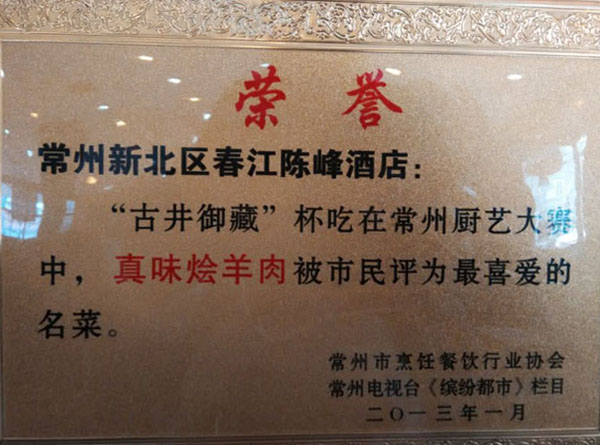 荣誉
常州新北区春江陈峰酒店：
“古井御藏”杯吃在常州厨艺大赛
中，真味烩羊肉被市民评为最喜爱的
名菜。
常州市烹饪餐饮行业协会
常州电视台《缤纷都市》栏目
二〇一三年一月